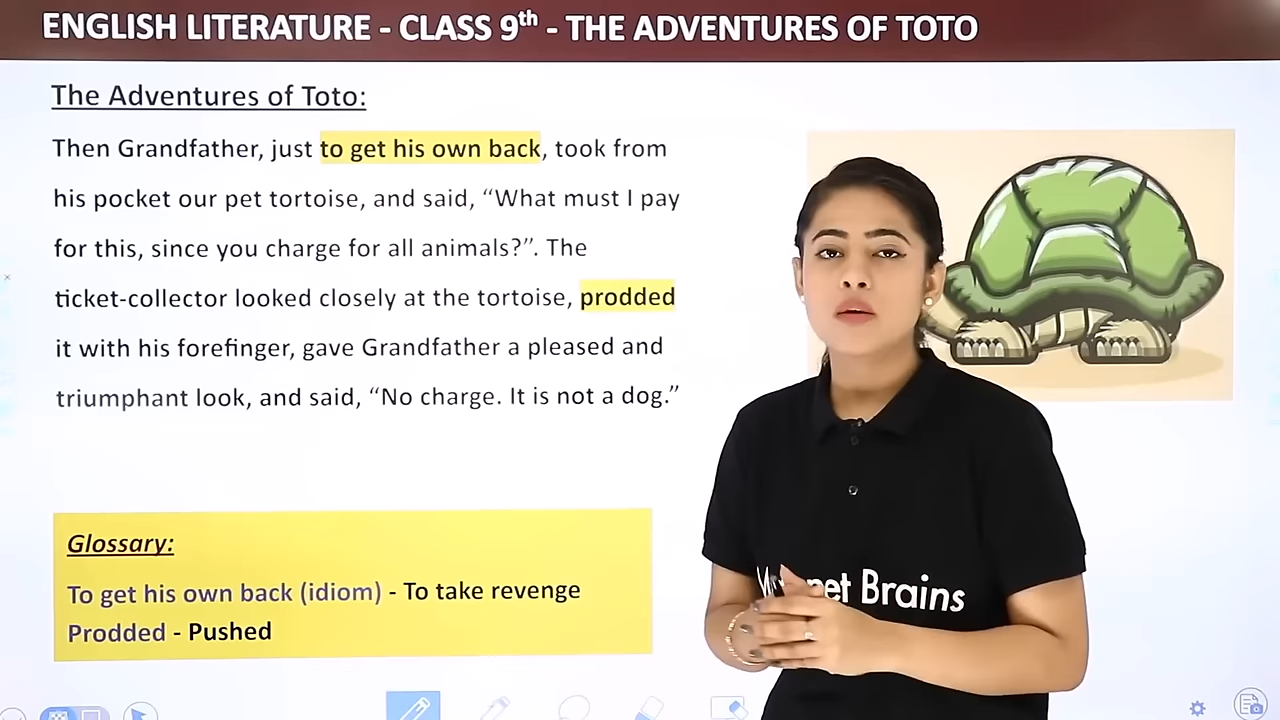 ENGLISH LITERATURE - CLASS 9th - THE ADVENTURES OF TOTO
The Adventures of Toto:
Then Grandfather, just to get his own back, took from
his pocket our pet tortoise, and said, “What must I pay
for this, since you charge for all animals?”. The
ticket-collector looked closely at the tortoise, prodded
it with his forefinger, gave Grandfather a pleased and
triumphant look, and said, “No charge. It is not a dog.”
Glossary:
To get his own back (idiom) - To take revenge
Prodded - Pushed
Brains